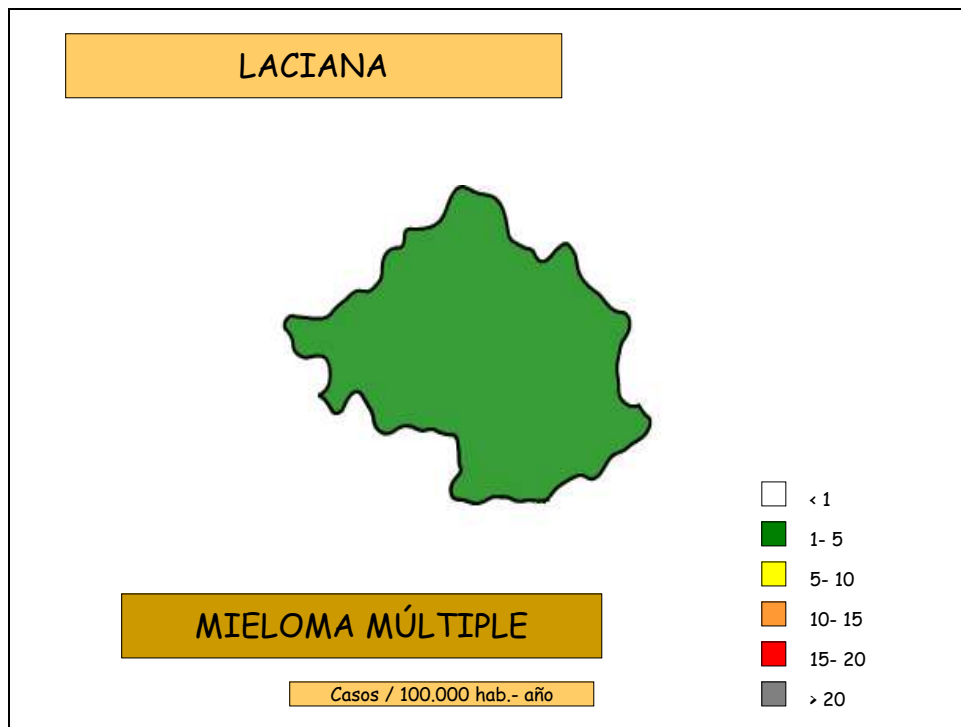 LACIANA
< 1
1- 5
5- 10
10- 15
15- 20
> 20
MIELOMA MÚLTIPLE
Casos / 100.000 hab.- año